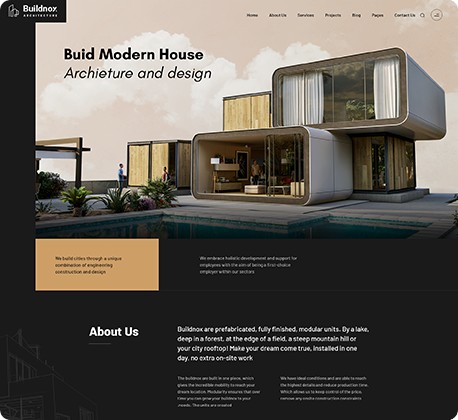 Buildnox
ARCHITECTURE
Home About Us Services Projects Blog Pages Contact Us
Buid Modern House
Archieture and design
We build cities through a unique
combination of engineering
construction and design
We embrace holistic development and support for
employees with the aim of being a first-choice
employer within our sectors
About Us
Buildnox are prefabricated, fully finished, modular units. By a lake,
deep in a forest, at the edge of a field, a steep mountain hill or
your city rooftop! Make your dream come true, installed in one
day, no extra on-site work
The buildnox are built in one piece, which
gives the incredible mobility to reach your
dream location. Modularity ensures that over
time you can grow your buildnox to your
needs. The units are created
We have ideal conditions and are able to reach
the highest details and reduce production time.
Which allows us to keep control of the price,
remove any onsite construction constraints